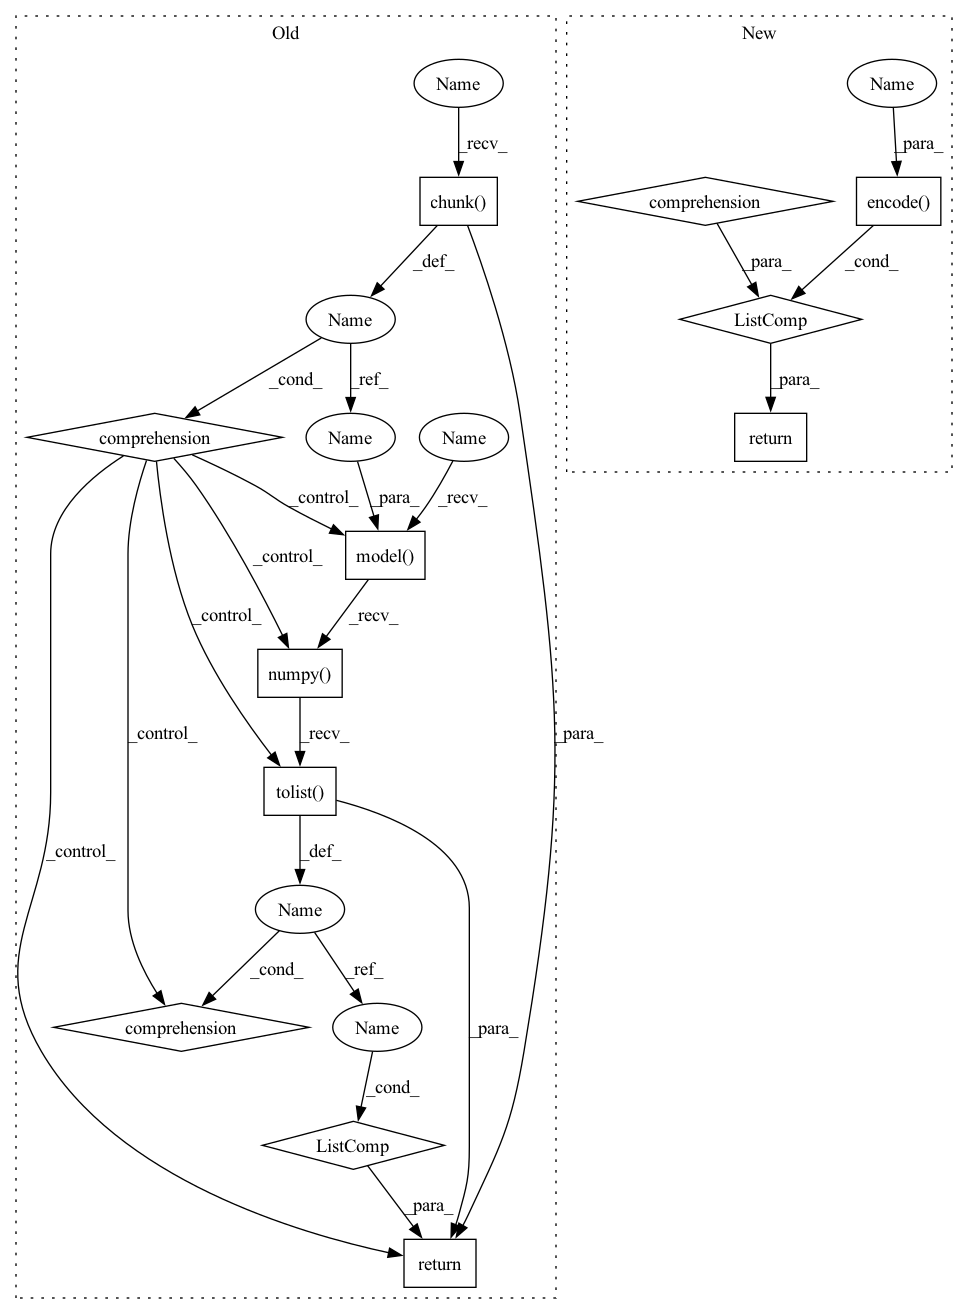 Old
New
Name
Name
_recv_
_para_
chunk()
comprehension
encode()
_def_
_para_
_cond_
Name
ListComp
_cond_
_ref_
_para_
comprehension
Name
Name
return
_control_
_para_
_recv_
_control_
model()
_control_
_recv_
numpy()
_control_
_recv_
_para_
tolist()
_control_
_def_
Name
_cond_
_ref_
comprehension
Name
_para_
_cond_
ListComp
_para_
return